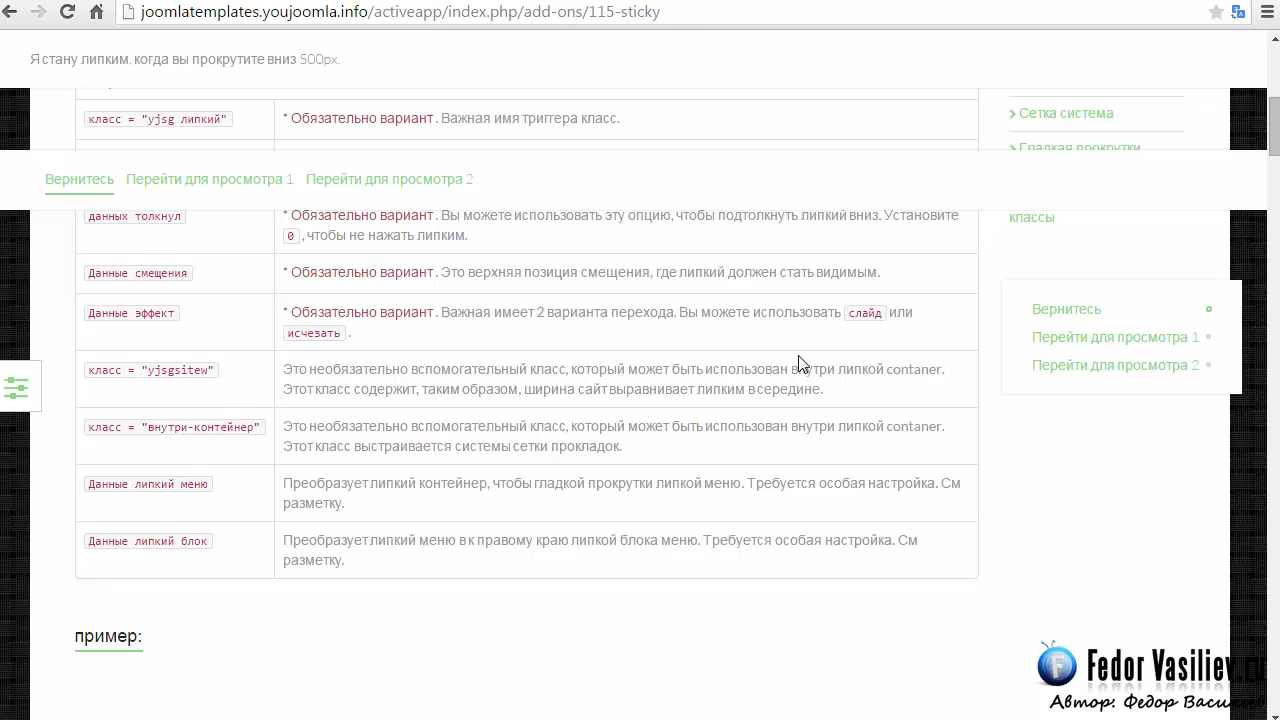 joomlatemplates.youjoomla.info/activeapp/index.php/add-ons/115-sticky
Я стану липким, когда вы прокрутите вниз 500px.
класс = "yjsg липкий"
* Обязательно вариант . Важная имя триггера класс.
Сетка система
Гладкая прокрутки
Вернитесь Перейти для просмотра 1 Перейти для просмотра 2
данных толкнул
* Обязательно вариант . Вы можете использовать эту опцию, чтобы подтолкнуть липкий вниз. Установите
0 , чтобы не нажать липким.
классы
Данные смещения
* Обязательно вариант . Это верхняя позиция смещения, где липкий должен стать видимым.
Данные эффект
* Обязательно вариант . Важная имеет 2 варианта перехода. Вы можете использовать слайд или
исчезать .
Вернитесь
Перейти для просмотра 1
Перейти для просмотра 2
класс = "yjsgsitew"
Это необязательно вспомогательный класс, который может быть использован внутри липкой contaner.
Этот класс содержит, таким образом, ширина сайт выравнивает липким в середине.
класс = "внутри-контейнер"
Это необязательно вспомогательный класс, который может быть использован внутри липкой contaner.
Этот класс выстраивается системы сетки прокладок.
Данные липкий меню
Преобразует липкий контейнер, чтобы гладкой прокрутки липкой меню. Требуется особая настройка. См
разметку.
Данные липкий блок
Преобразует липкий меню в к правому краю липкой блока меню. Требуется особая настройка. См
разметку.
пример:
Fedor Vasiliev
Автор: Федор